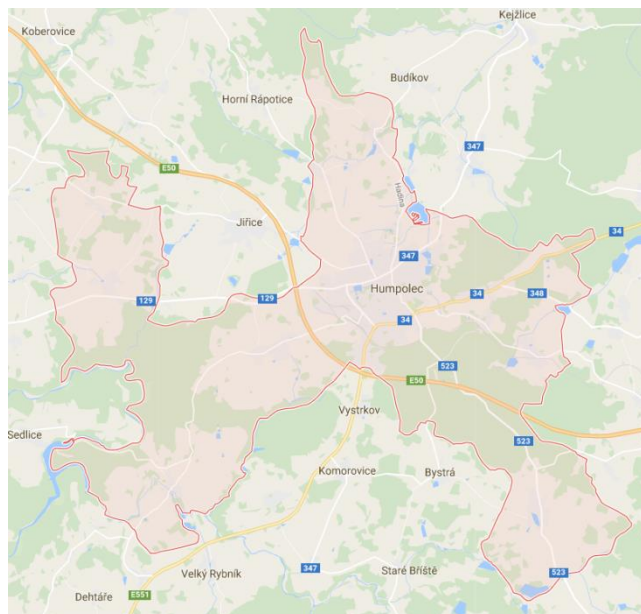 Kejžlice
Koberovice
Budíkov
Horní Rápotice
347
E50
Hadina
Jiřice
34
347
129
129
Humpolec
34
348
34
523
E50
Vystrkov
Sedlice
523
Komorovice
Bystrá
347
Staré Bříště
523
Velký Rybník
Dehtáře
E551